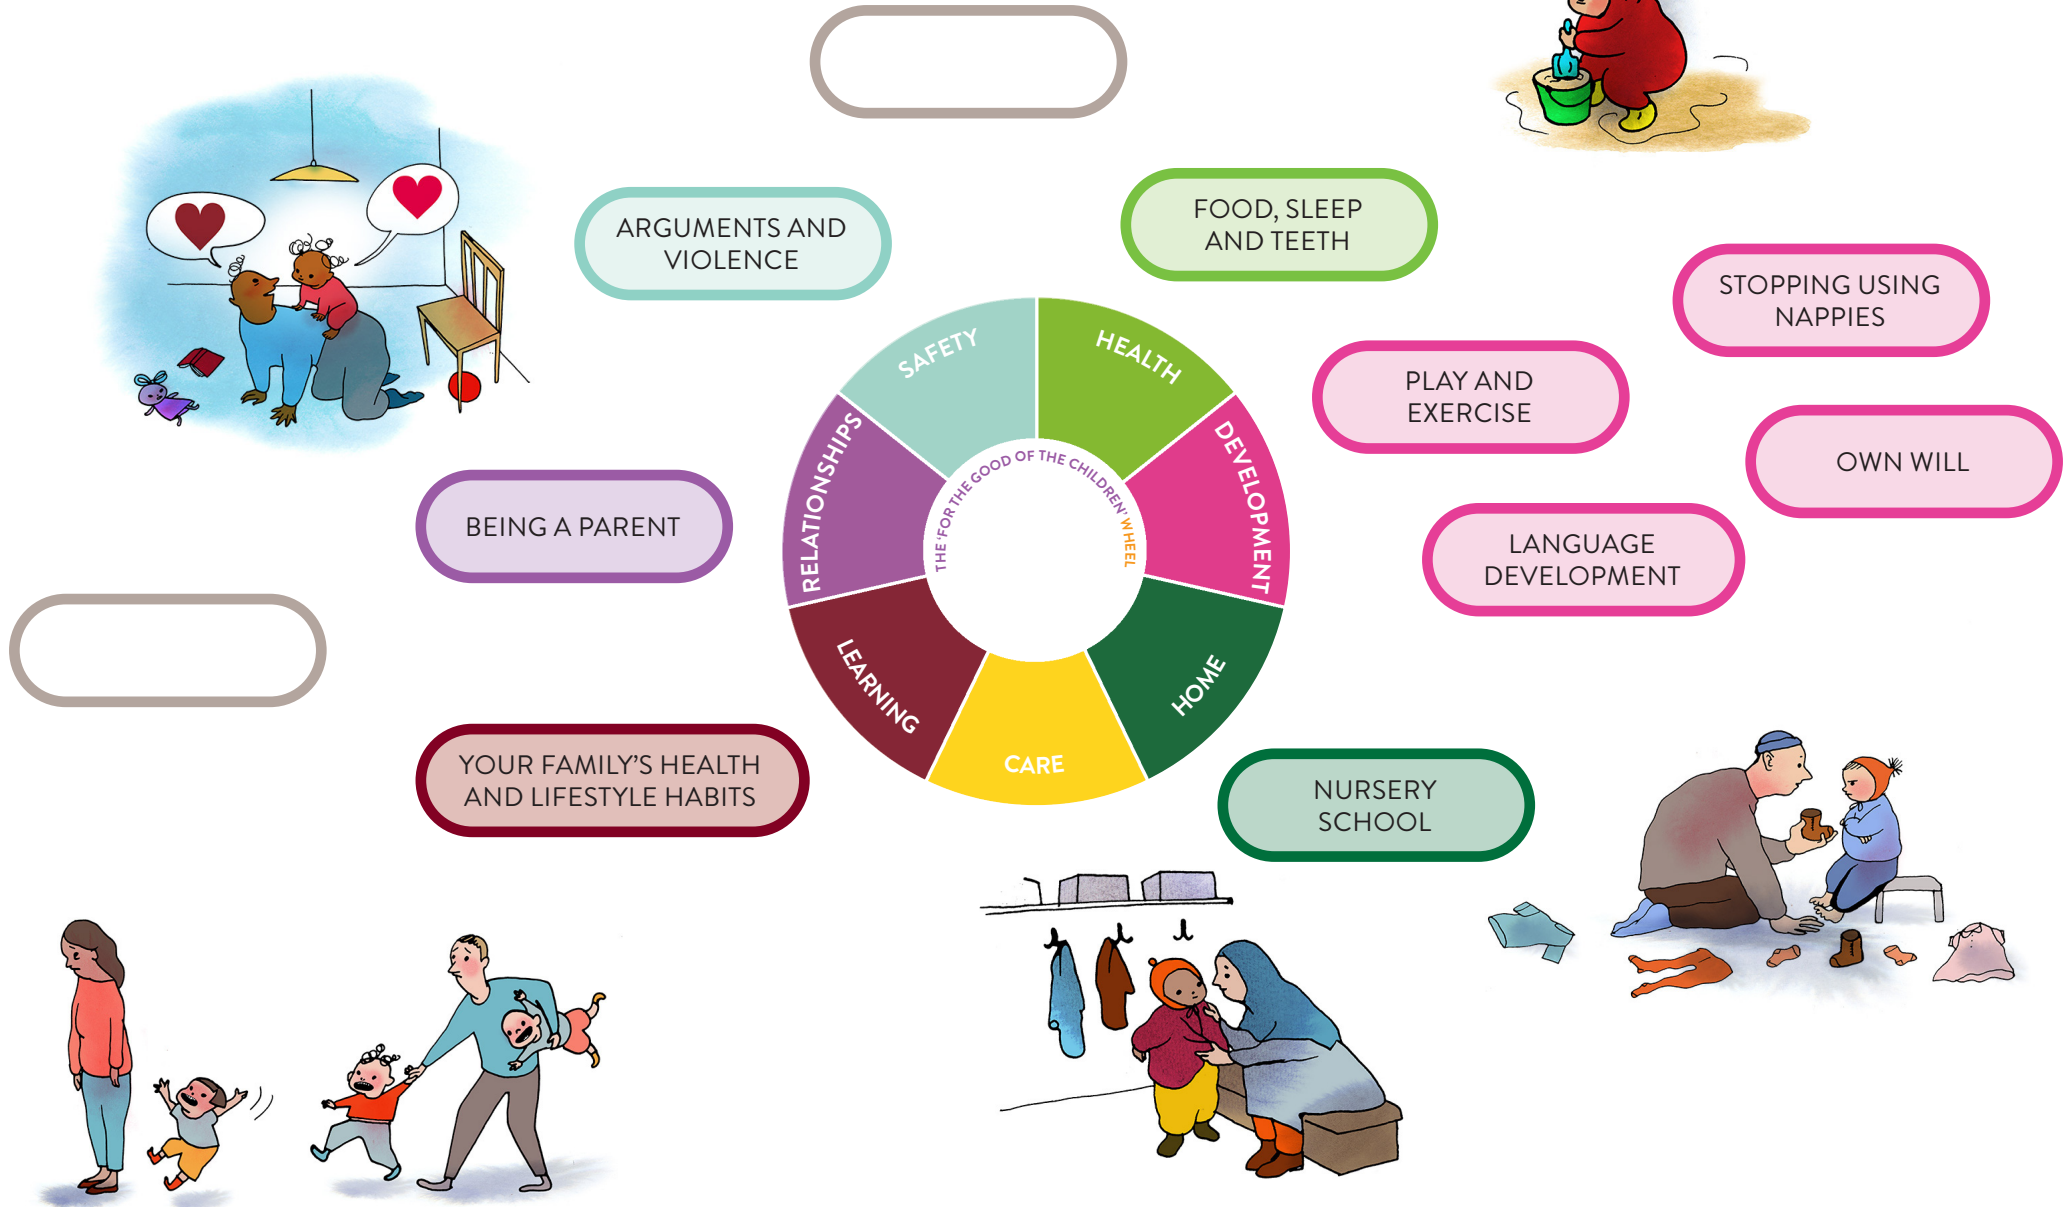 ARGUMENTS AND
VIOLENCE
FOOD, SLEEP
AND TEETH
STOPPING USING
NAPPIES
PLAY AND
EXERCISE
OWN WILL
LANGUAGE
DEVELOPMENT
BEING A PARENT
YOUR FAMILY’S HEALTH
AND LIFESTYLE HABITS
NURSERY
SCHOOL
SAFETY
HEALTH
DEVELOPMENT
HOME
CARE
LEARNING
RELATIONSHIPS
THE ‘FOR THE GOOD OF THE CHILDREN’ WHEEL